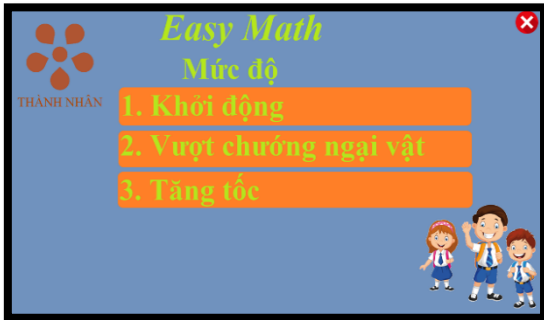 Easy Math
Mức độ
THÀNH NHÂN
1. Khởi động
2. Vượt chướng ngại vật
3. Tăng tốc